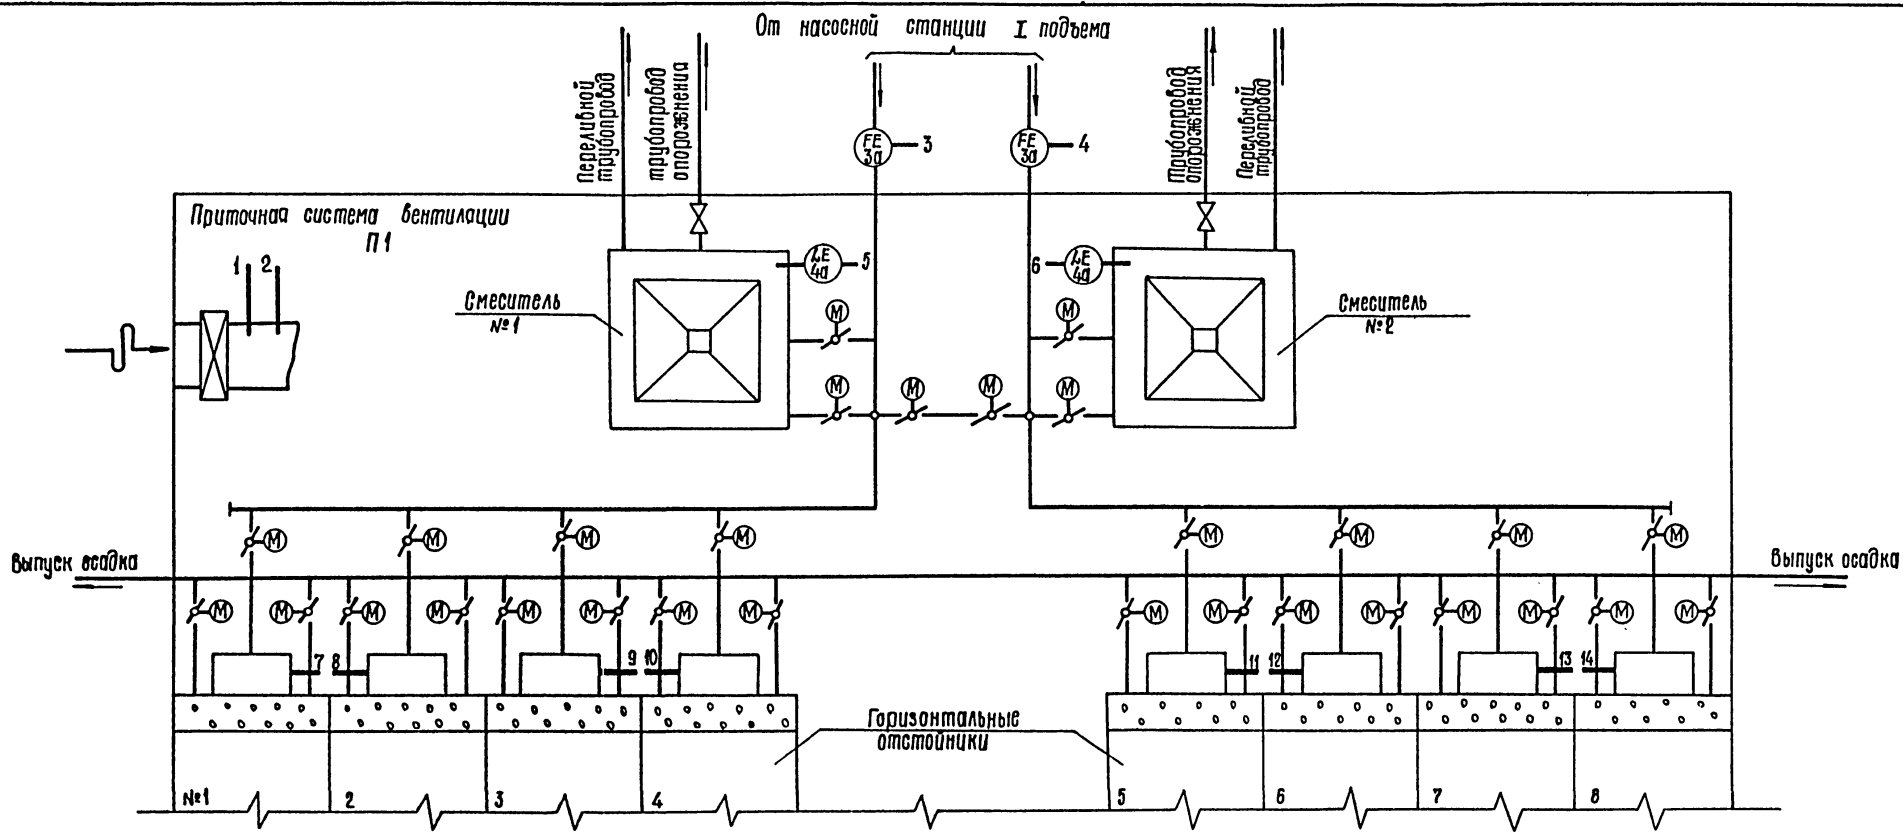 От насосной станции I подъема
Переливной
трубопровод
трубопровод
опорожнения
Трубопровод
опорожнения
Переливной
трубопровод
FE
3а
3
FE
3а
4
Приточная система вентиляции
П1
1 2
LE
4а
5
6
LE
4а
Смеситель
№1
Смеситель
№2
М М
М М М М
М М М М М М М М
Выпуск осадка
Выпуск осадка
М М М М М М М М М М М М М М
7 8 9 10 11 12 13 14
Горизонтальные
отстойники
№1 2 3 4 5 6 7 8